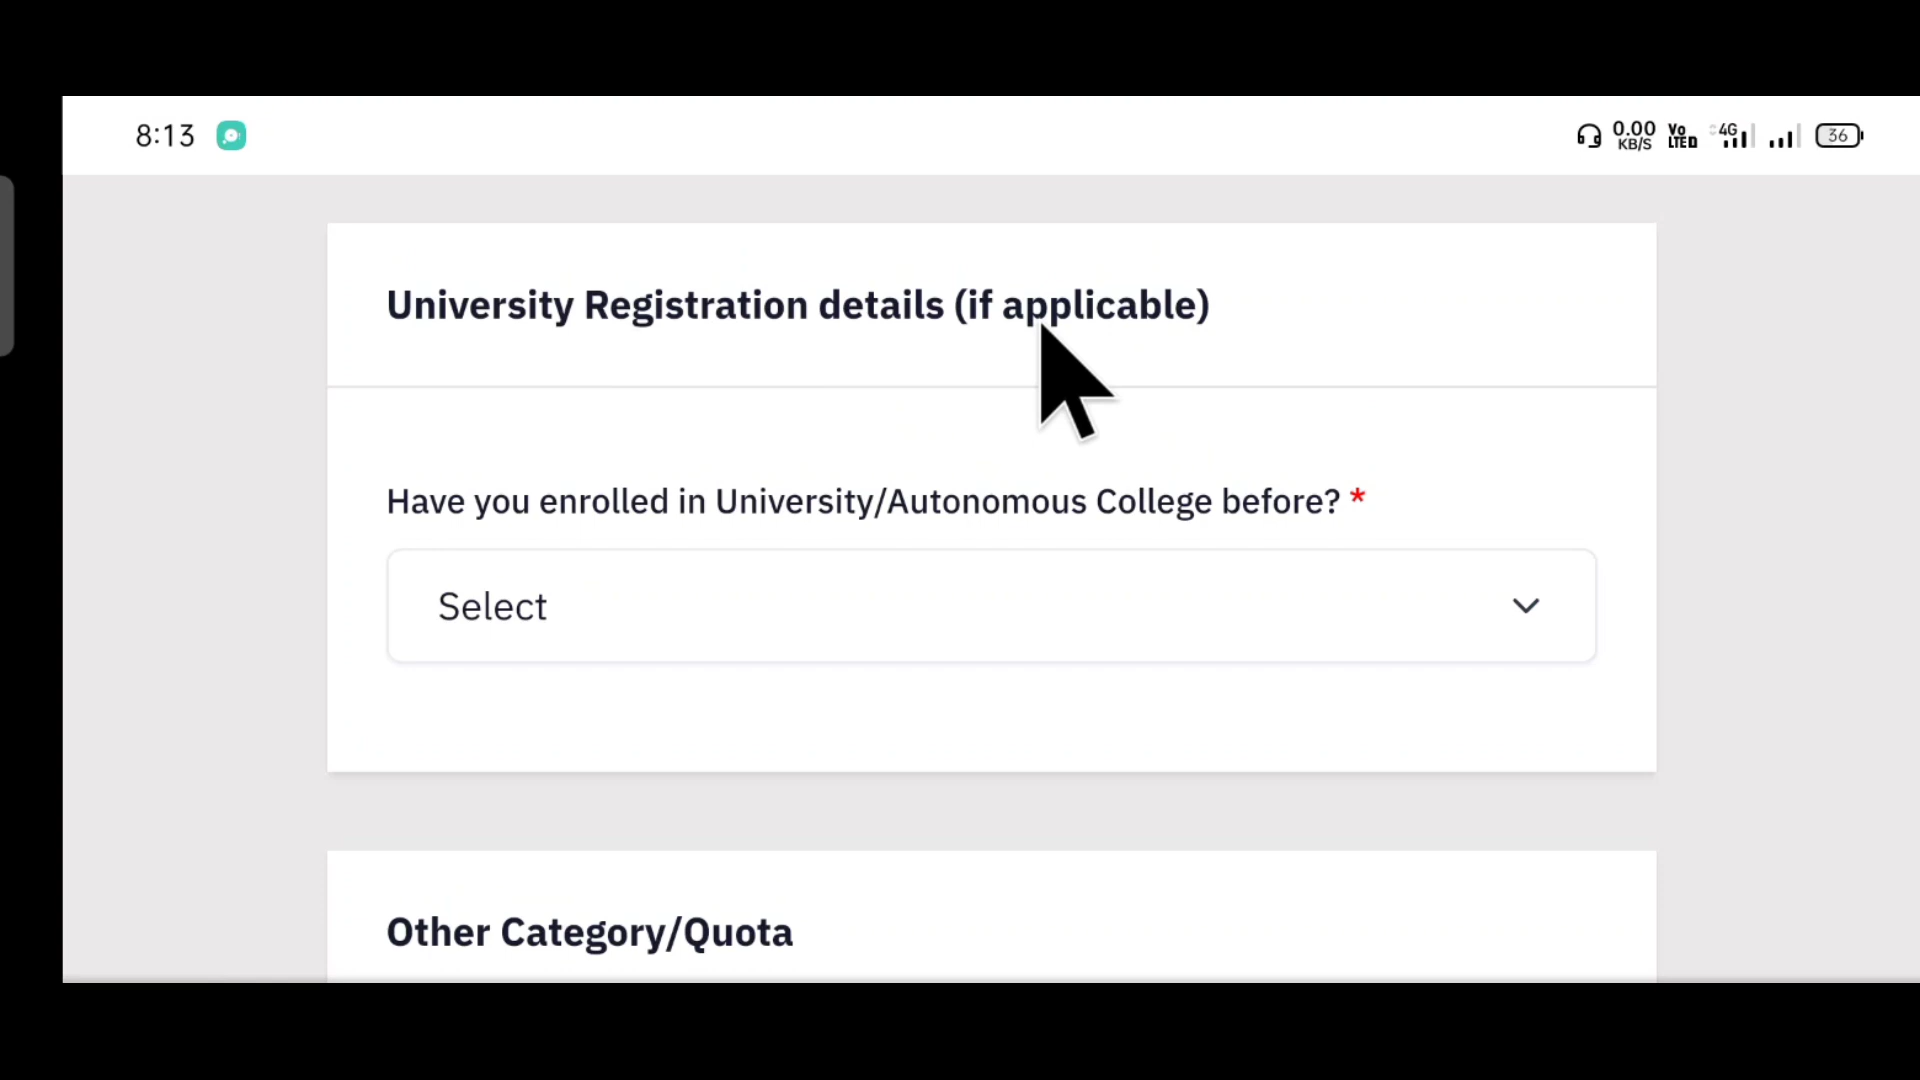 8:13
0.00
KB/S
Vo
LTE
4G
36
University Registration details (if applicable)
Have you enrolled in University/Autonomous College before? *
Select
Other Category/Quota